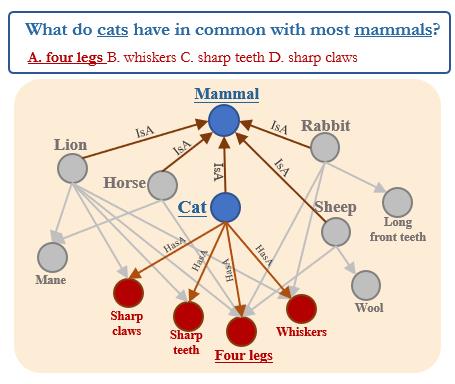 What do cats have in common with most mammals?
A. four legs B. whiskers C. sharp teeth D. sharp claws
Mammal
Lion
IsA
IsA
IsA
Rabbit
Horse
IsA
IsA
Cat
Sheep
Long
front teeth
HasA
HasA
HasA
HasA
Mane
Sharp
claws
Sharp
teeth
Four legs
Whiskers
Wool